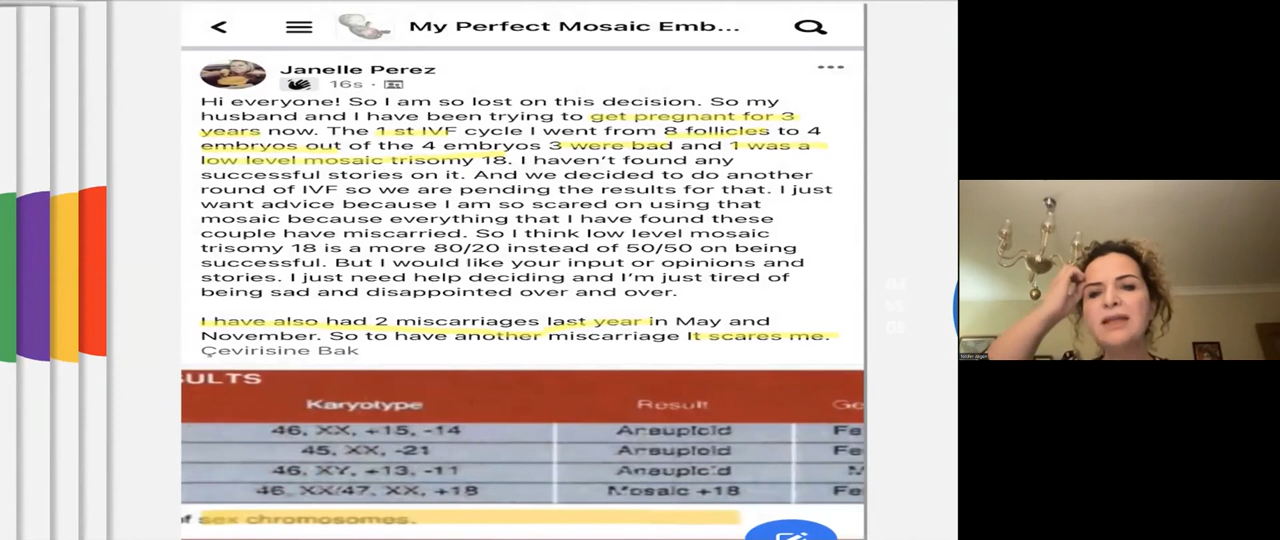 My Perfect Mosaic Emb...
Janelle Perez
16s
Hi everyone! So I am so lost on this decision. So my
husband and I have been trying to get pregnant for 3
years now. The 1 st IVF cycle I went from 8 follicles to 4
embryos out of the 4 embryos 3 were bad and 1 was a
low level mosaic trisomy 18. I haven't found any
successful stories on it. And we decided to do another
round of IVF so we are pending the results for that. I just
want advice because I am so scared on using that
mosaic because everything that I have found these
couple have miscarried. So I think low level mosaic
trisomy 18 is a more 80/20 instead of 50/50 on being
successful. But I would like your input or opinions and
stories. I just need help deciding and I'm just tired of
being sad and disappointed over and over.
I have also had 2 miscarriages last year in May and
November. So to have another miscarriage It scares me.
Çevirisine Bak
SULTS
Karyotype Result Ge
46, XX, +15, -14 Aneuploid Fe
45, XX, -21 Aneuploid Fe
46, XY, +13, -11 Aneuploid M
46, XX/47, XX, +18 Mosaic +18 Fe
f sex chromosomes.